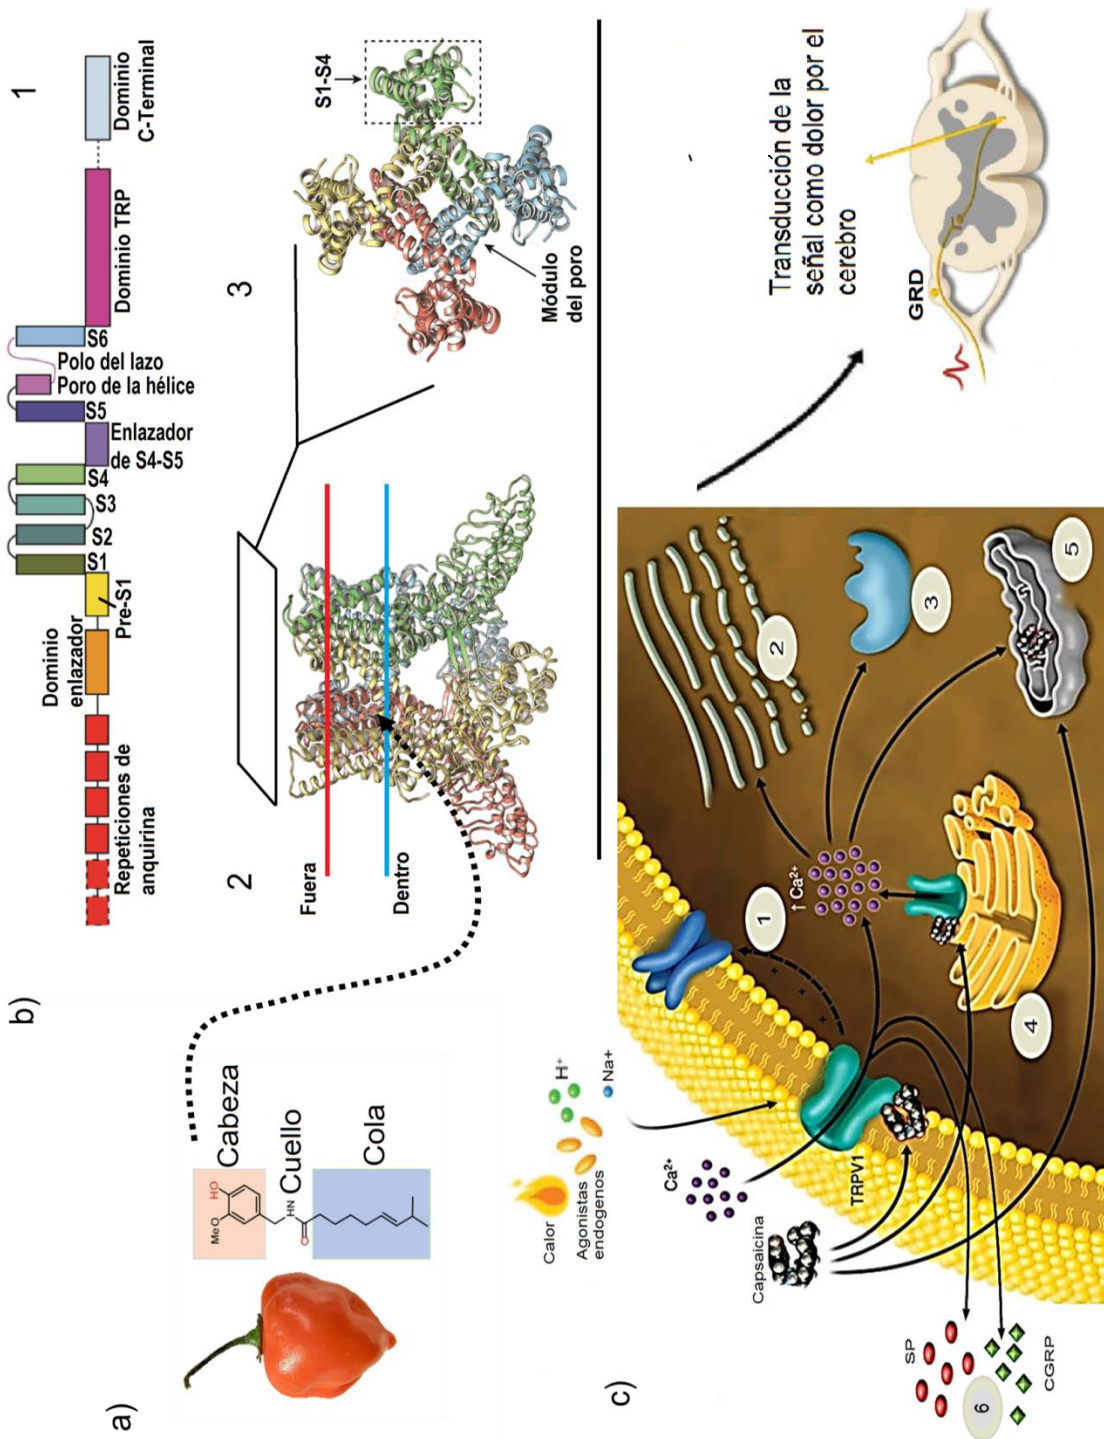 a)
Cabeza
HO
MeO
Cuello
HN
O
Cola
b)
1
Repeticiones de
anquirina
Dominio
enlazador
Pre-S1
S1
S2
S3
S4
Enlazador
de S4-S5
S5
Poro de la hélice
Polo del lazo
S6
Dominio TRP
Dominio
C-Terminal
2
Fuera
Dentro
3
S1-S4
Módulo
del poro
c)
Calor
Agonistas
endogenos
H+
Na+
Ca2+
Capsaicina
TRPV1
+
+
+
1
↑ Ca2+
2
3
4
5
SP
6
CGRP
Transducción de la
señal como dolor por el
cerebro
GRD